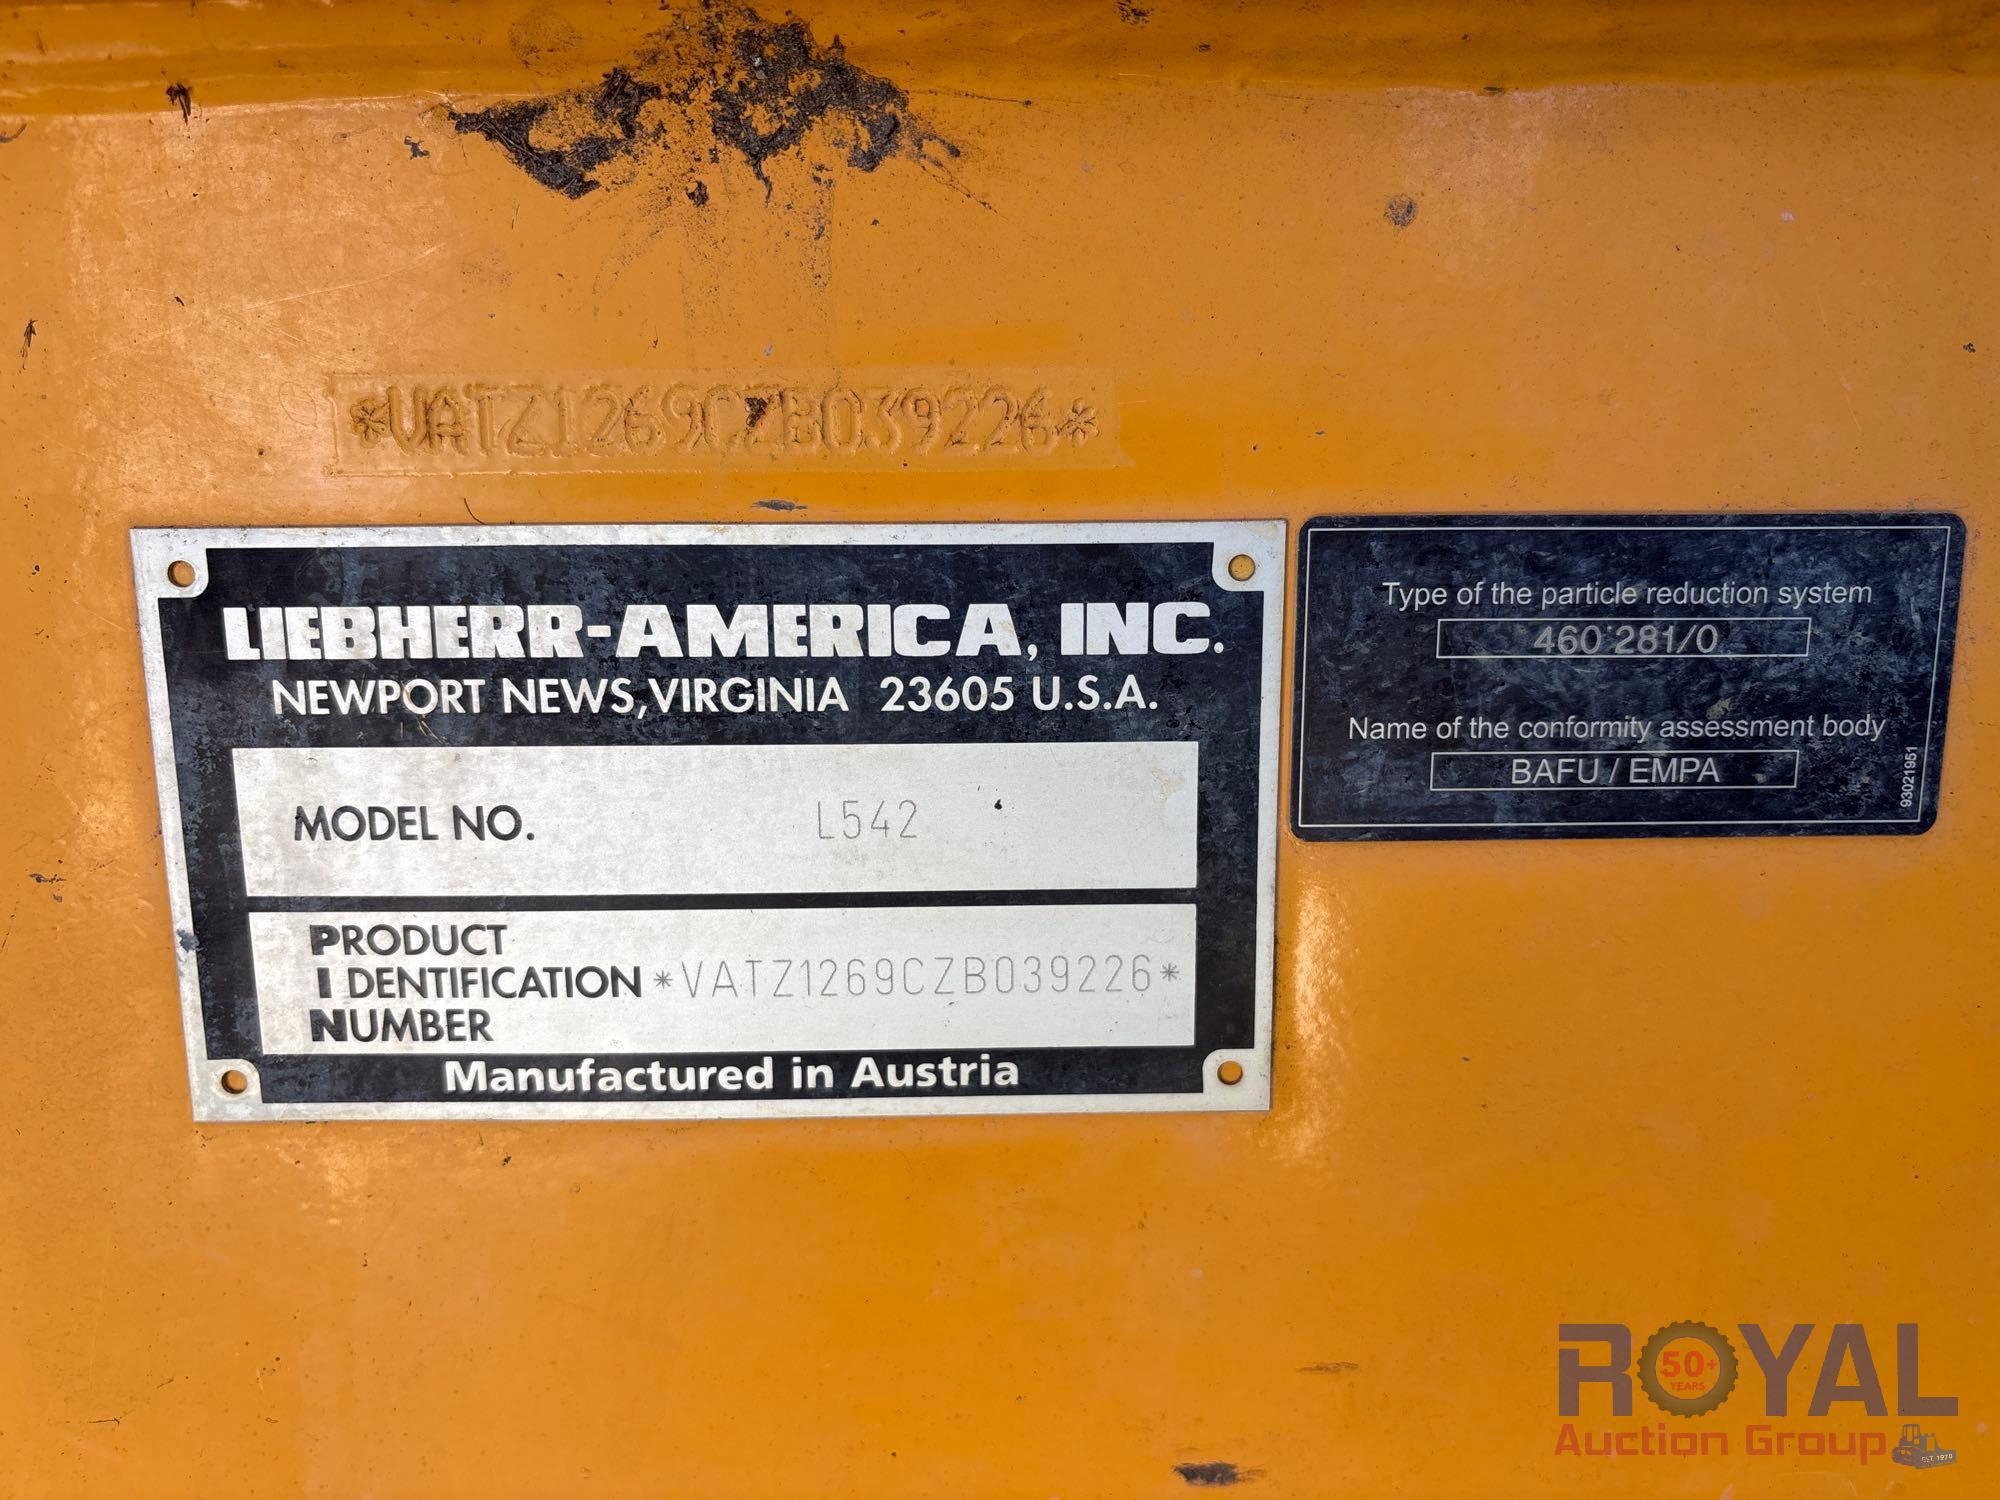 *VATZ1269CZB039226*
LIEBHERR-AMERICA, INC.
NEWPORT NEWS, VIRGINIA 23605 U.S.A.
MODEL NO. L542
PRODUCT
IDENTIFICATION *VATZ1269CZB039226*
NUMBER
Manufactured in Austria
Type of the particle reduction system
460 281/0
Name of the conformity assessment body
BAFU / EMPA
93021951
ROYAL
50+
YEARS
Auction Group
EST. 1970